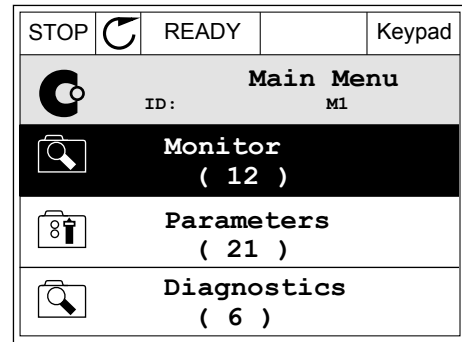 STOP READY Keypad
Main Menu
ID: M1
Monitor
( 12 )
Parameters
( 21 )
Diagnostics
( 6 )